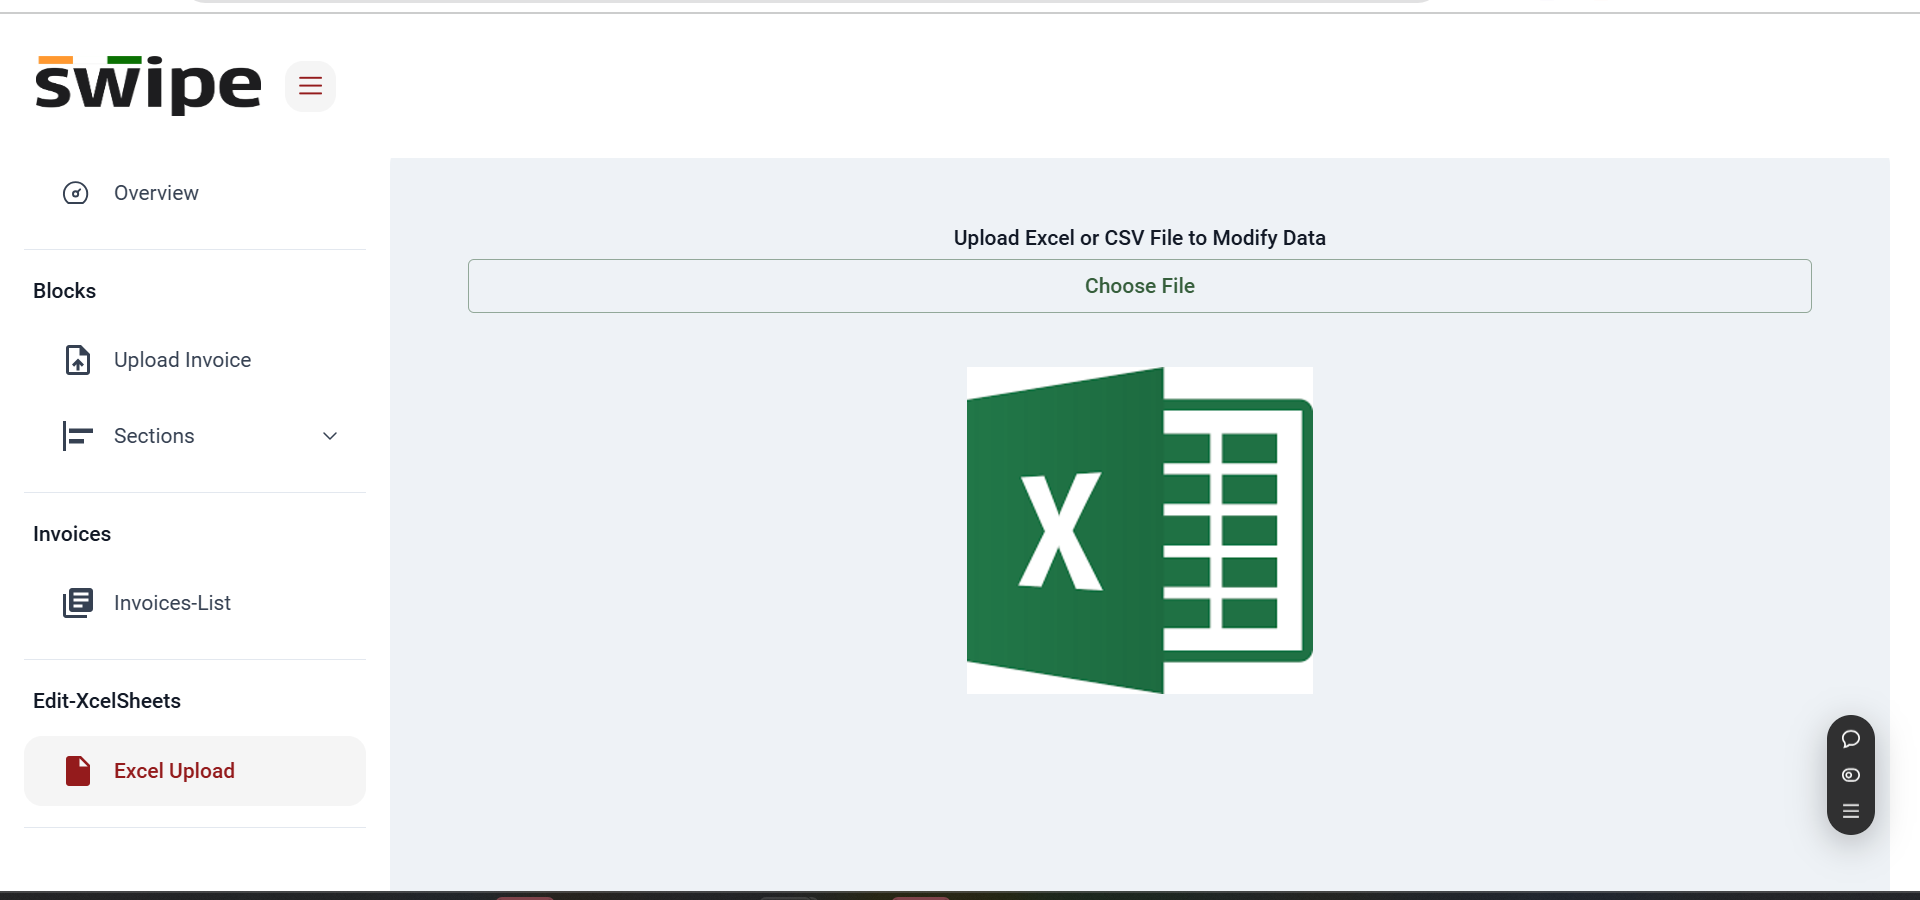 swipe
Overview
Blocks
Upload Invoice
Sections
Invoices
Invoices-List
Edit-XcelSheets
Excel Upload
Upload Excel or CSV File to Modify Data
Choose File
X